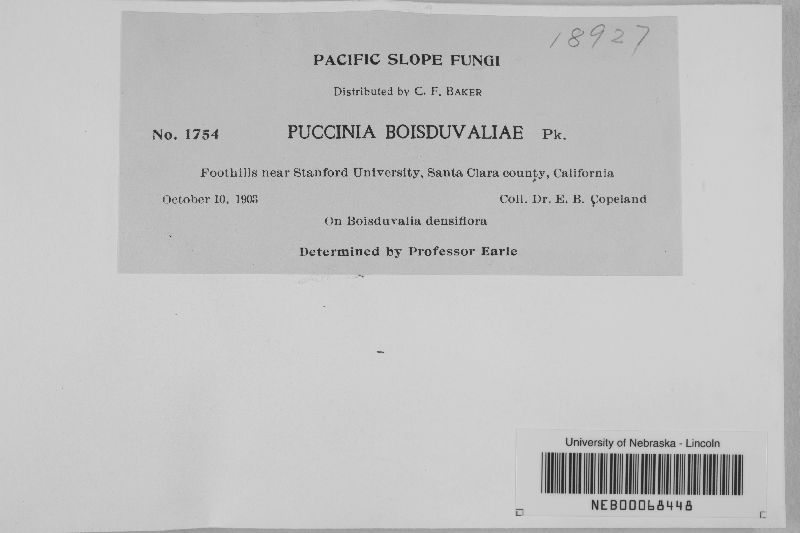 18927
PACIFIC SLOPE FUNGI
Distributed by C. F. BAKER
No. 1754 PUCCINIA BOISDUVALIAE Pk.
Foothills near Stanford University, Santa Clara county, California
October 10, 1903 Coll. Dr. E. B. Copeland
On Boisduvalia densiflora
Determined by Professor Earle
University of Nebraska - Lincoln
NEB00068448